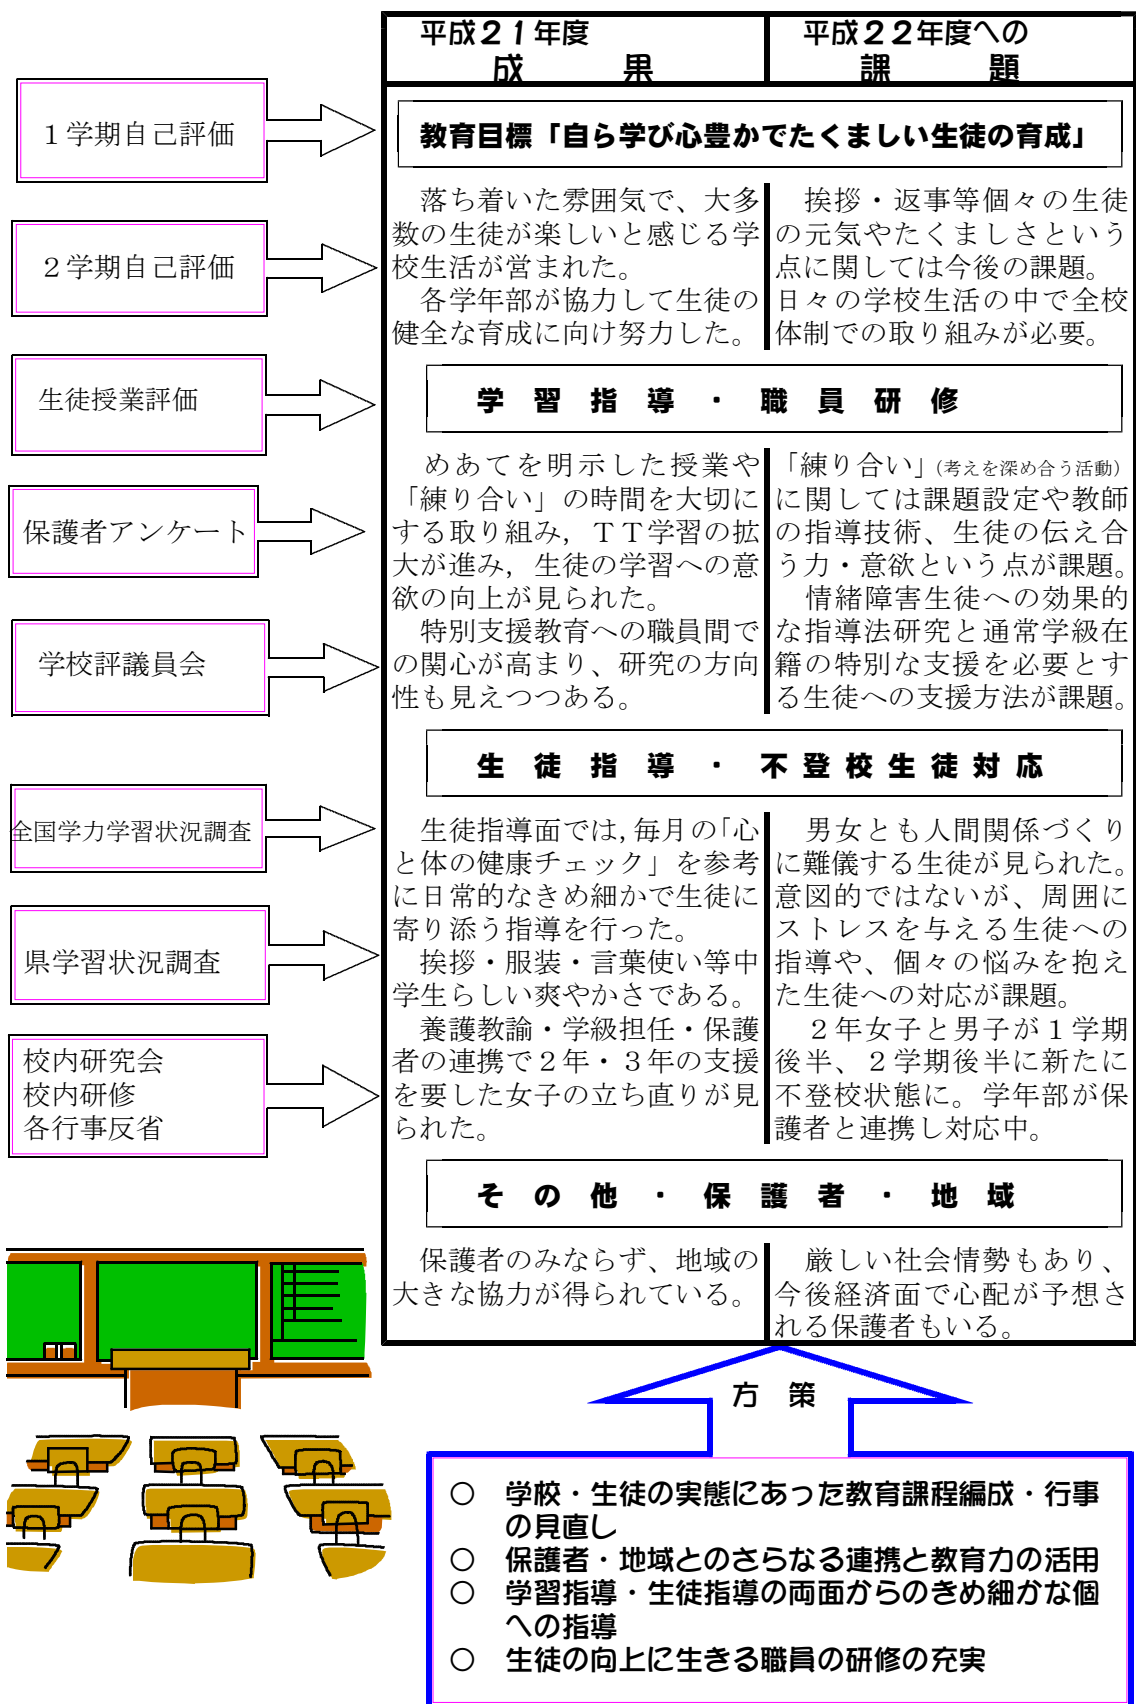 平成２１年度
成　果
平成２２年度への
課　題
１学期自己評価
２学期自己評価
生徒授業評価
保護者アンケート
学校評議員会
全国学力学習状況調査
県学習状況調査
校内研究会
校内研修
各行事反省
教育目標「自ら学び心豊かでたくましい生徒の育成」
落ち着いた雰囲気で、大多
数の生徒が楽しいと感じる学
校生活が営まれた。
各学年部が協力して生徒の
健全な育成に向け努力した。
挨拶・返事等個々の生徒
の元気やたくましさという
点に関しては今後の課題。
日々の学校生活の中で全校
体制での取り組みが必要。
学習指導・職員研修
めあてを明示した授業や
「練り合い」の時間を大切に
する取り組み，ＴＴ学習の拡
大が進み，生徒の学習への意
欲の向上が見られた。
特別支援教育への職員間で
の関心が高まり、研究の方向
性も見えつつある。
「練り合い」(考えを深め合う活動)
に関しては課題設定や教師
の指導技術、生徒の伝え合
う力・意欲という点が課題。
情緒障害生徒への効果的
な指導法研究と通常学級在
籍の特別な支援を必要とす
る生徒への支援方法が課題。
生徒指導・不登校生徒対応
生徒指導面では，毎月の「心
と体の健康チェック」を参考
に日常的なきめ細かで生徒に
寄り添う指導を行った。
挨拶・服装・言葉使い等中
学生らしい爽やかさである。
養護教諭・学級担任・保護
者の連携で２年・３年の支援
を要した女子の立ち直りが見
られた。
男女とも人間関係づくり
に難儀する生徒が見られた。
意図的ではないが、周囲に
ストレスを与える生徒への
指導や、個々の悩みを抱え
た生徒への対応が課題。
２年女子と男子が１学期
後半、２学期後半に新たに
不登校状態に。学年部が保
護者と連携し対応中。
その他・保護者・地域
保護者のみならず、地域の
大きな協力が得られている。
厳しい社会情勢もあり、
今後経済面で心配が予想さ
れる保護者もいる。
方　策
○　学校・生徒の実態にあった教育課程編成・行事
の見直し
○　保護者・地域とのさらなる連携と教育力の活用
○　学習指導・生徒指導の両面からのきめ細かな個
への指導
○　生徒の向上に生きる職員の研修の充実